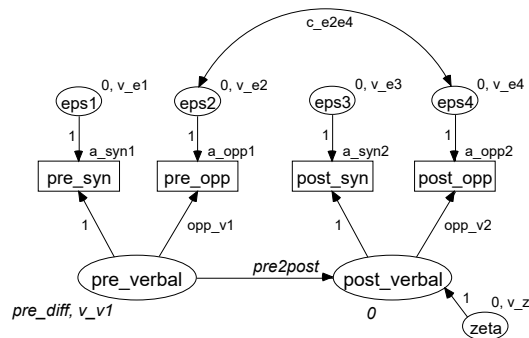 c_e2e4
0, v_e1
0, v_e2
0, v_e3
0, v_e4
eps1
eps2
eps3
eps4
1
1
1
1
a_syn1
a_opp1
a_syn2
a_opp2
pre_syn
pre_opp
post_syn
post_opp
1
opp_v1
1
opp_v2
pre_verbal
pre2post
post_verbal
pre_diff, v_v1
0
1
0, v_z
zeta